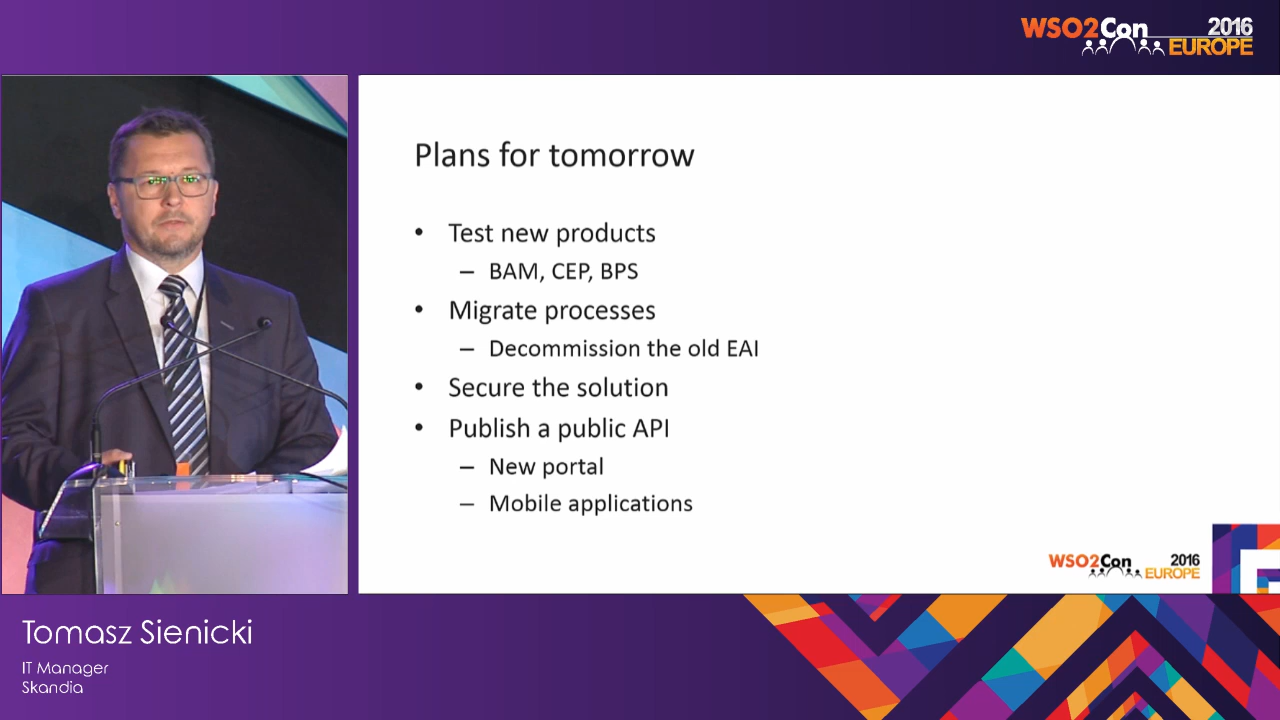 WSO2Con 2016
EUROPE
Plans for tomorrow
• Test new products
– BAM, CEP, BPS
• Migrate processes
– Decommission the old EAI
• Secure the solution
• Publish a public API
– New portal
– Mobile applications
WSO2Con 2016
EUROPE
Tomasz Sienicki
IT Manager
Skandia